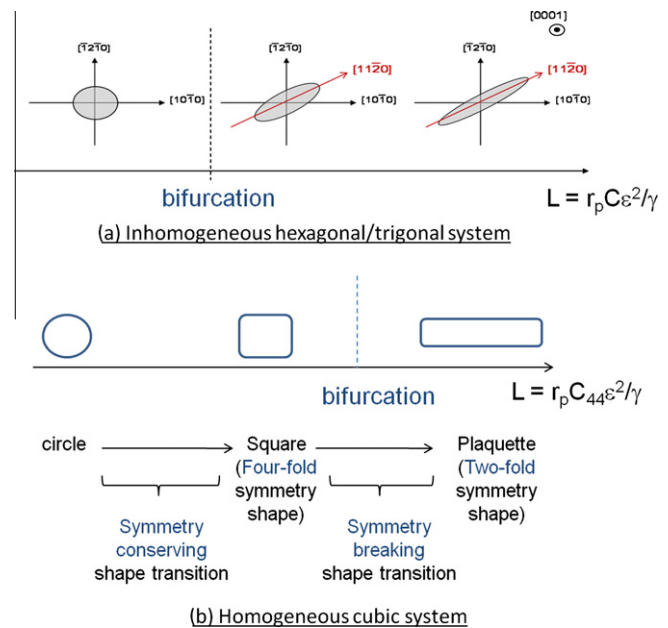 [0001]
[1̄21̄0] [1̄21̄0] [1̄21̄0]
[112̄0] [112̄0]
[101̄0] [101̄0] [101̄0]
bifurcation
L = rₚCε²/γ
(a) Inhomogeneous hexagonal/trigonal system
bifurcation
L = rₚC₄₄ε²/γ
circle Square Plaquette
(Four-fold (Two-fold
symmetry symmetry
shape) shape)
Symmetry Symmetry
conserving breaking
shape transition shape transition
(b) Homogeneous cubic system